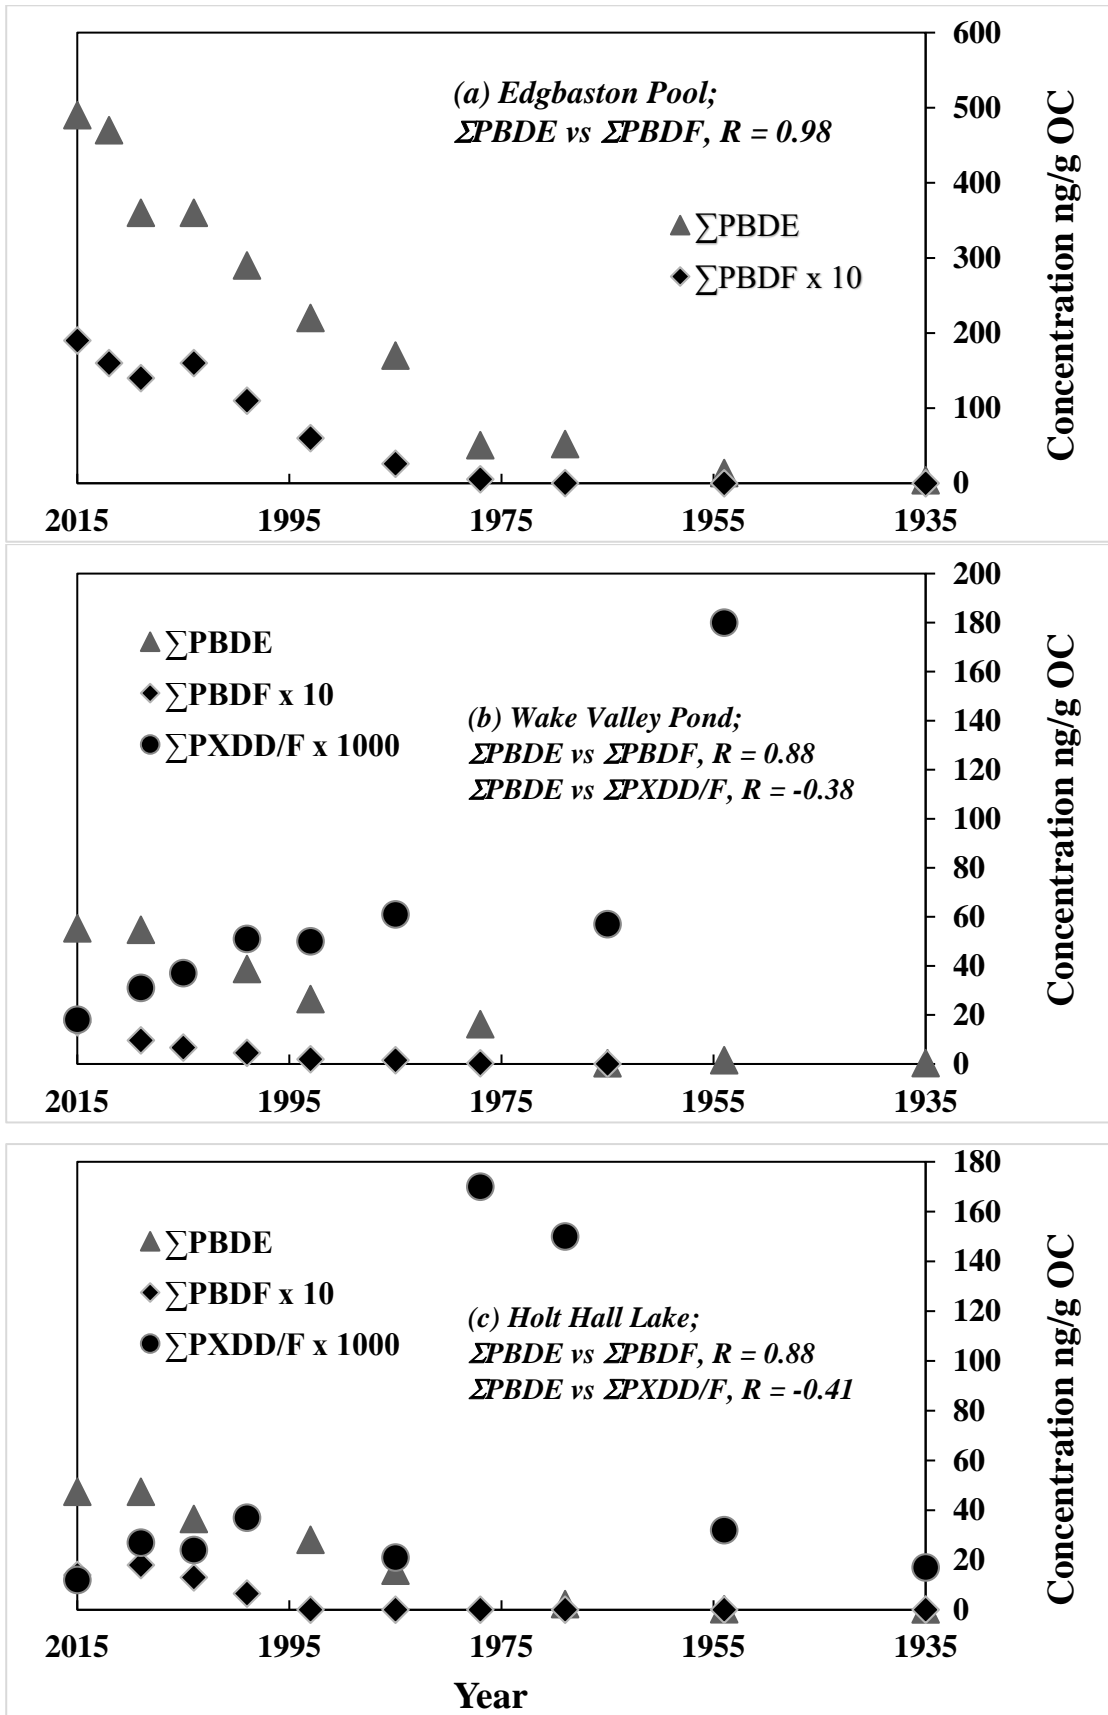 600
500
400
300
200
100
0
Concentration ng/g OC
(a) Edgbaston Pool;
ΣPBDE vs ΣPBDF, R = 0.98
∑PBDE
∑PBDF x 10
2015 1995 1975 1955 1935
200
180
160
140
120
100
80
60
40
20
0
Concentration ng/g OC
∑PBDE
∑PBDF x 10
∑PXDD/F x 1000
(b) Wake Valley Pond;
ΣPBDE vs ΣPBDF, R = 0.88
ΣPBDE vs ΣPXDD/F, R = -0.38
2015 1995 1975 1955 1935
180
160
140
120
100
80
60
40
20
0
Concentration ng/g OC
∑PBDE
∑PBDF x 10
∑PXDD/F x 1000
(c) Holt Hall Lake;
ΣPBDE vs ΣPBDF, R = 0.88
ΣPBDE vs ΣPXDD/F, R = -0.41
2015 1995 1975 1955 1935
Year